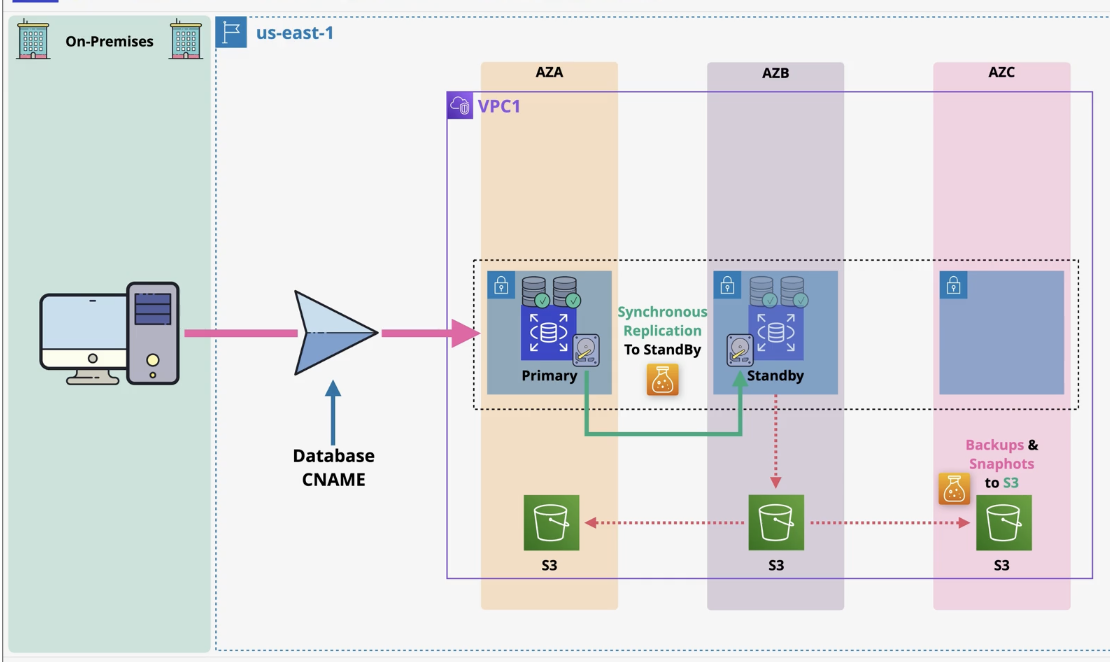 On-Premises
us-east-1
AZA
AZB
AZC
VPC1
Synchronous
Replication
To StandBy
Primary
Standby
Database
CNAME
Backups &
Snaphots
to S3
S3
S3
S3